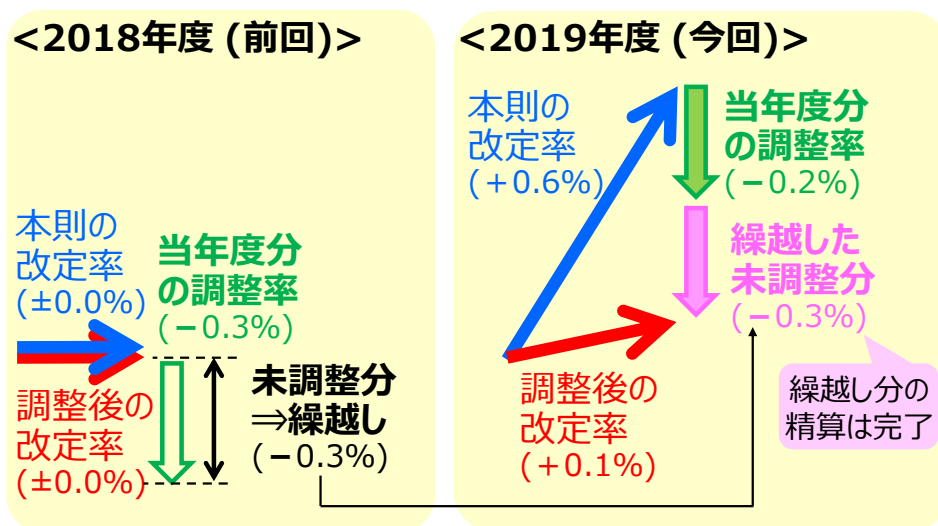 <2018年度 (前回)>
本則の
改定率
(±0.0%)
当年度分
の調整率
(−0.3%)
調整後の
改定率
(±0.0%)
未調整分
⇒繰越し
(−0.3%)
<2019年度 (今回)>
本則の
改定率
(+0.6%)
当年度分
の調整率
(−0.2%)
繰越した
未調整分
(−0.3%)
調整後の
改定率
(+0.1%)
繰越し分の
精算は完了